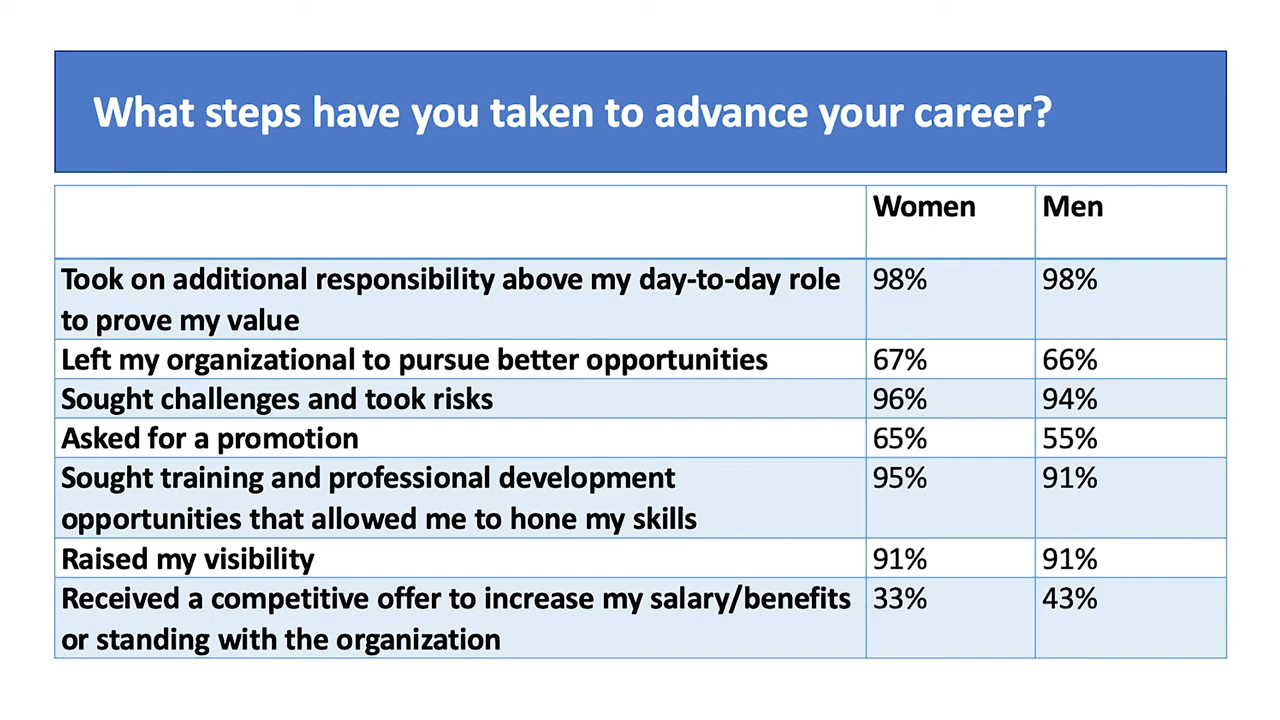 What steps have you taken to advance your career?
Women Men
Took on additional responsibility above my day-to-day role 98% 98%
to prove my value
Left my organizational to pursue better opportunities 67% 66%
Sought challenges and took risks 96% 94%
Asked for a promotion 65% 55%
Sought training and professional development 95% 91%
opportunities that allowed me to hone my skills
Raised my visibility 91% 91%
Received a competitive offer to increase my salary/benefits 33% 43%
or standing with the organization